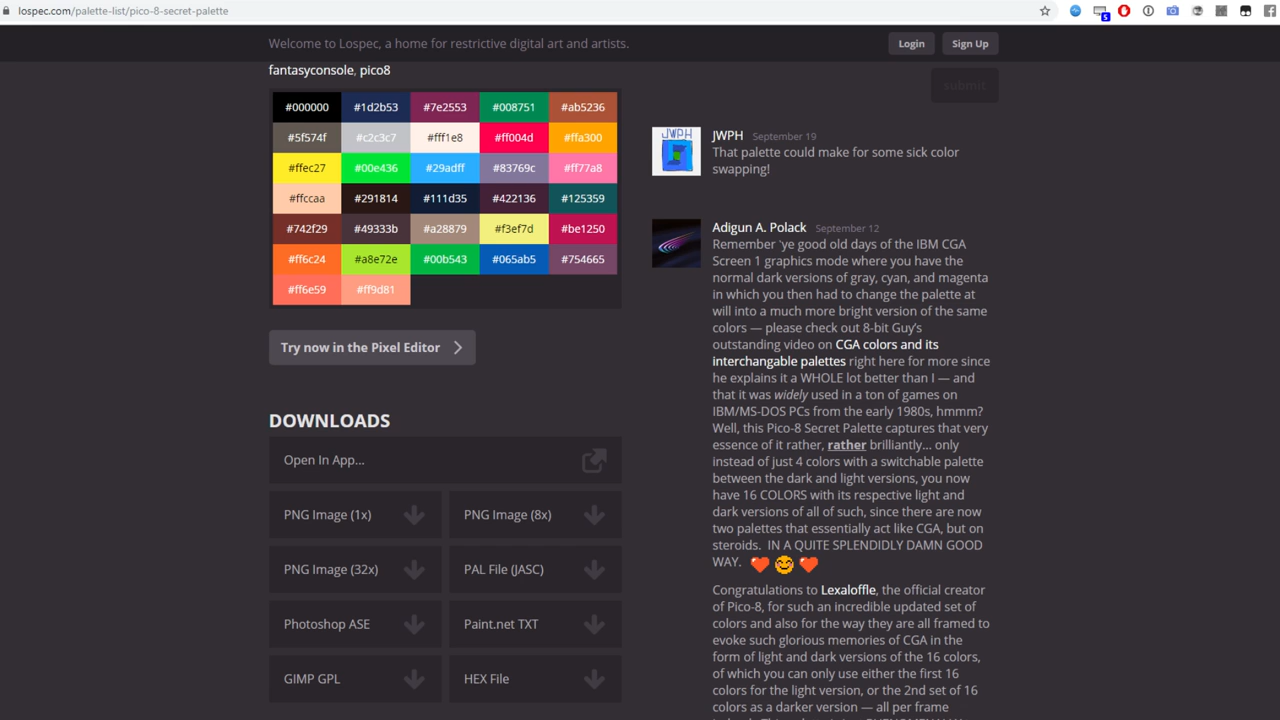 lospec.com/palette-list/pico-8-secret-palette
5
Welcome to Lospec, a home for restrictive digital art and artists.
Login
Sign Up
fantasyconsole, pico8
#000000 #1d2b53 #7e2553 #008751 #ab5236
#5f574f #c2c3c7 #fff1e8 #ff004d #ffa300
#ffec27 #00e436 #29adff #83769c #ff77a8
#ffccaa #291814 #111d35 #422136 #125359
#742f29 #49333b #a28879 #f3ef7d #be1250
#ff6c24 #a8e72e #00b543 #065ab5 #754665
#ff6e59 #ff9d81
Try now in the Pixel Editor
DOWNLOADS
Open In App...
PNG Image (1x)
PNG Image (8x)
PNG Image (32x)
PAL File (JASC)
Photoshop ASE
Paint.net TXT
GIMP GPL
HEX File
submit
JWPH
JWPH September 19
That palette could make for some sick color
swapping!
Adigun A. Polack September 12
Remember 'ye good old days of the IBM CGA
Screen 1 graphics mode where you have the
normal dark versions of gray, cyan, and magenta
in which you then had to change the palette at
will into a much more bright version of the same
colors — please check out 8-bit Guy's
outstanding video on CGA colors and its
interchangable palettes right here for more since
he explains it a WHOLE lot better than I — and
that it was widely used in a ton of games on
IBM/MS-DOS PCs from the early 1980s, hmmm?
Well, this Pico-8 Secret Palette captures that very
essence of it rather, rather brilliantly... only
instead of just 4 colors with a switchable palette
between the dark and light versions, you now
have 16 COLORS with its respective light and
dark versions of all of such, since there are now
two palettes that essentially act like CGA, but on
steroids. IN A QUITE SPLENDIDLY DAMN GOOD
WAY.
Congratulations to Lexaloffle, the official creator
of Pico-8, for such an incredible updated set of
colors and also for the way they are all framed to
evoke such glorious memories of CGA in the
form of light and dark versions of the 16 colors,
of which you can only use either the first 16
colors for the light version, or the 2nd set of 16
colors as a darker version — all per frame